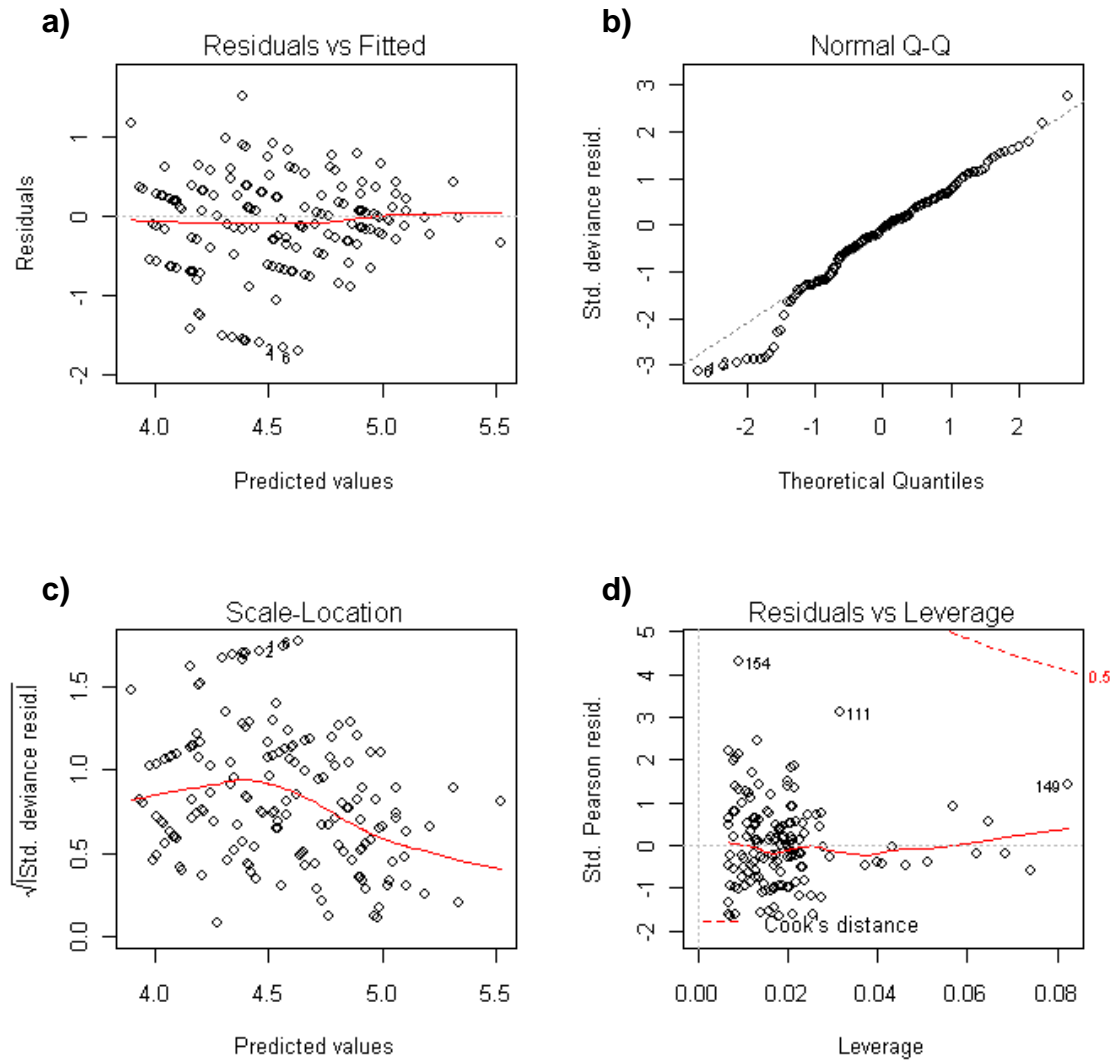 a)
Residuals vs Fitted
Residuals
1
0
-1
-2
4.0 4.5 5.0 5.5
Predicted values
b)
Normal Q-Q
Std. deviance resid.
3
2
1
0
-1
-2
-3
-2 -1 0 1 2
Theoretical Quantiles
c)
Scale-Location
√|Std. deviance resid.|
1.5
1.0
0.5
0.0
2
4.0 4.5 5.0 5.5
Predicted values
d)
Residuals vs Leverage
Std. Pearson resid.
5
4
3
2
1
0
-1
-2
154
111
149
0.5
Cook's distance
0.00 0.02 0.04 0.06 0.08
Leverage